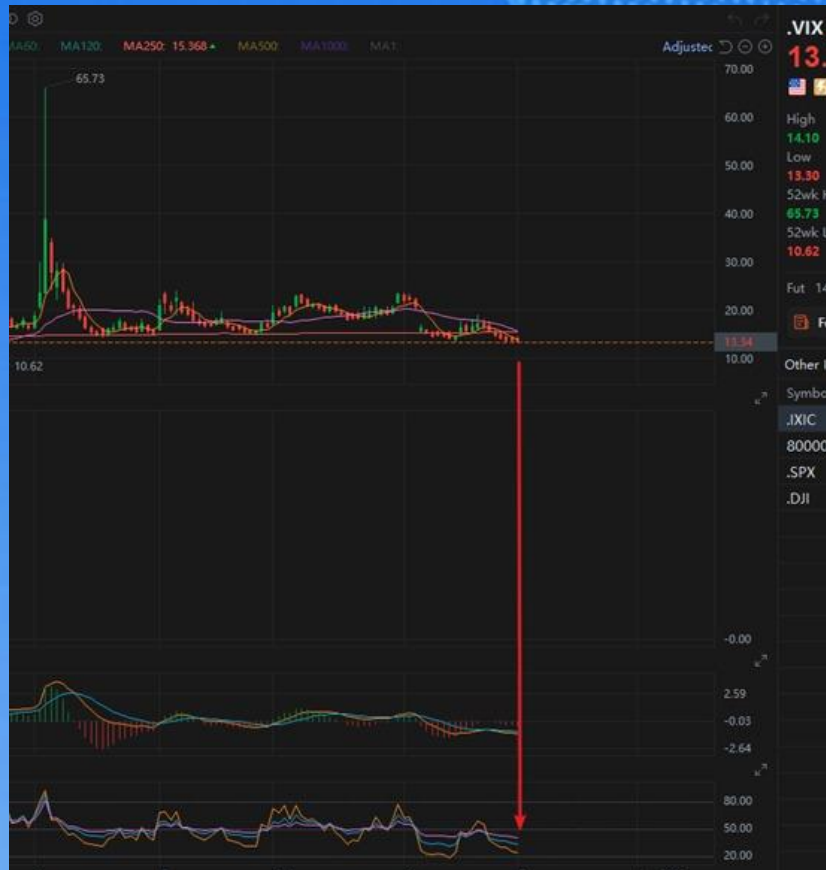 MA60: MA120: MA250: 15.368 MA500: MA1000: MA1: Adjusted
65.73
70.00
60.00
50.00
40.00
30.00
20.00
13.34
10.00
10.62
-0.00
2.59
-0.03
-2.64
80.00
50.00
20.00
.VIX
13.
High
14.10
Low
13.30
52wk H
65.73
52wk L
10.62
Fut 14
Other
Symbo
.IXIC
80000
.SPX
.DJI